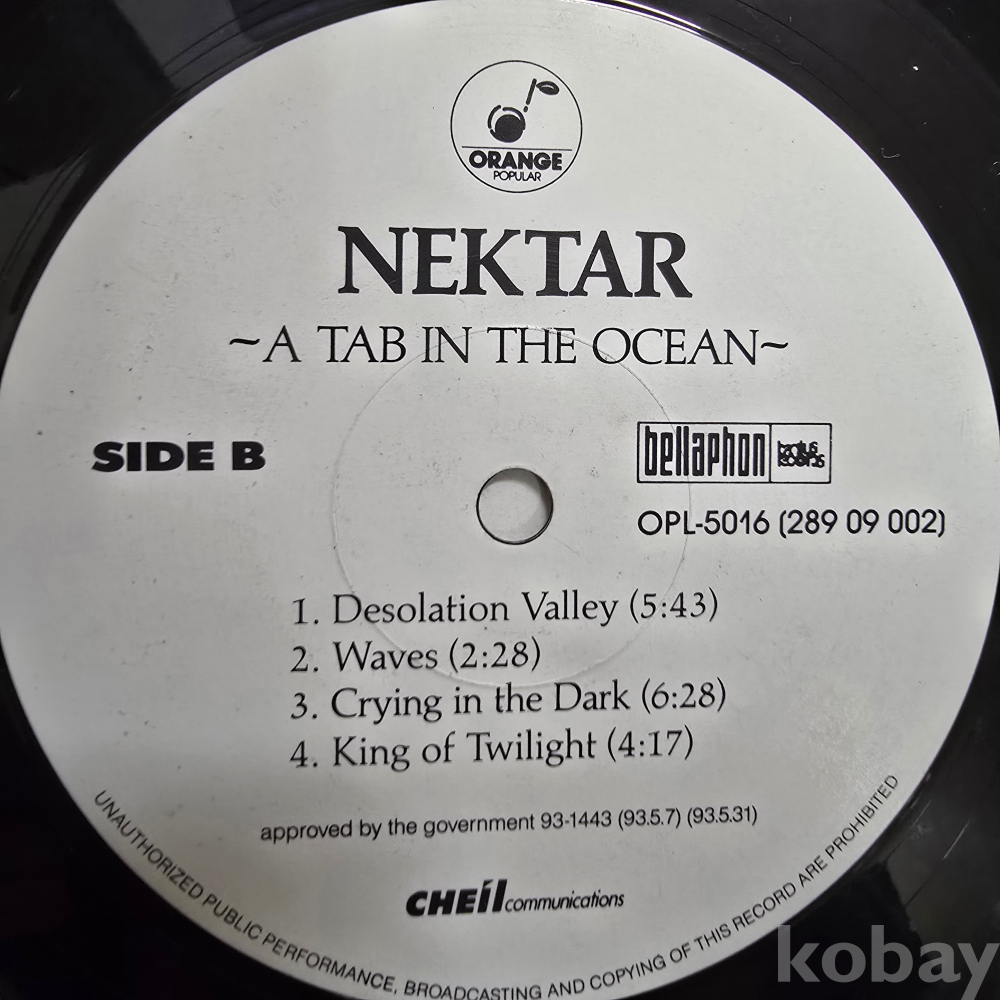 ORANGE
POPULAR
NEKTAR
~A TAB IN THE OCEAN~
SIDE B
bellaphon
OPL-5016 (289 09 002)
1. Desolation Valley (5:43)
2. Waves (2:28)
3. Crying in the Dark (6:28)
4. King of Twilight (4:17)
approved by the government 93-1443 (93.5.7) (93.5.31)
CHEil communications
UNAUTHORIZED PUBLIC PERFORMANCE, BROADCASTING AND COPYING OF THIS RECORD ARE PROHIBITED
kobay